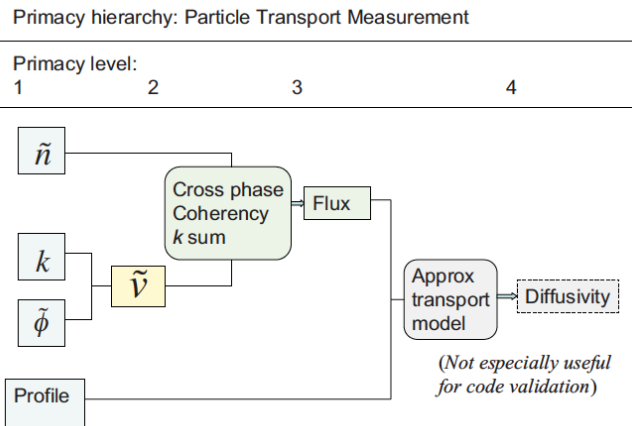 Primacy hierarchy: Particle Transport Measurement
Primacy level:
1 2 3 4
ñ
Cross phase
Coherency
k sum
Flux
k
ṽ
ϕ̃
Approx
transport
model
Diffusivity
(Not especially useful
for code validation)
Profile